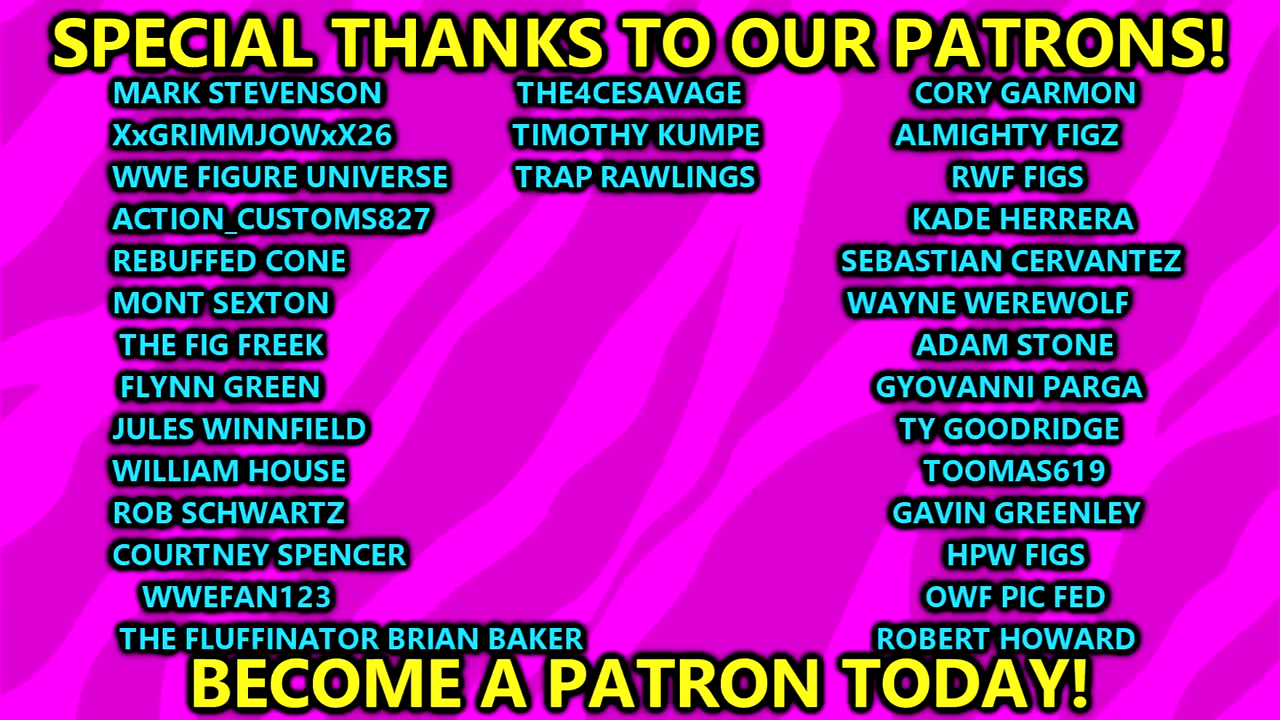 SPECIAL THANKS TO OUR PATRONS!
MARK STEVENSON
XxGRIMMJOWxX26
WWE FIGURE UNIVERSE
ACTION_CUSTOMS827
REBUFFED CONE
MONT SEXTON
THE FIG FREEK
FLYNN GREEN
JULES WINNFIELD
WILLIAM HOUSE
ROB SCHWARTZ
COURTNEY SPENCER
WWEFAN123
THE FLUFFINATOR BRIAN BAKER
THE4CESAVAGE
TIMOTHY KUMPE
TRAP RAWLINGS
CORY GARMON
ALMIGHTY FIGZ
RWF FIGS
KADE HERRERA
SEBASTIAN CERVANTEZ
WAYNE WEREWOLF
ADAM STONE
GYOVANNI PARGA
TY GOODRIDGE
TOOMAS619
GAVIN GREENLEY
HPW FIGS
OWF PIC FED
ROBERT HOWARD
BECOME A PATRON TODAY!